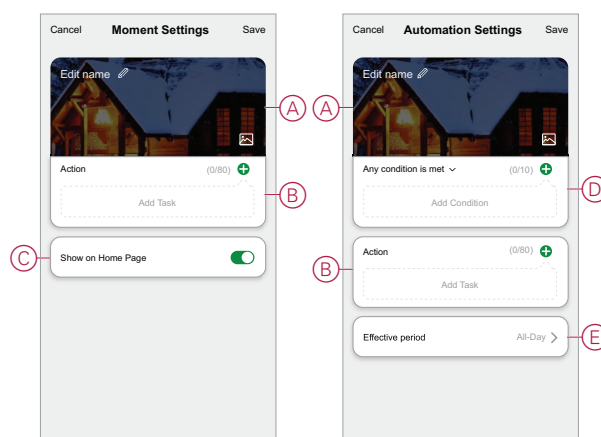 Cancel Moment Settings Save
Edit name
A
Action (0/80)
Add Task
B
C
Show on Home Page
Cancel Automation Settings Save
A
Edit name
Any condition is met (0/10)
D
Add Condition
Action (0/80)
B
Add Task
Effective period All-Day
E